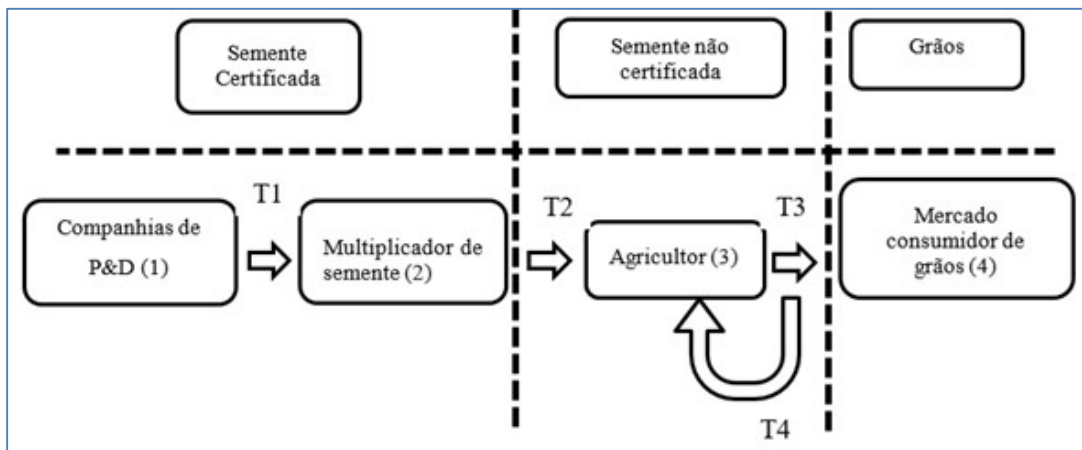 Semente
Certificada
Semente não
certificada
Grãos
T1
T2
T3
Companhias de
P&D (1)
Multiplicador de
semente (2)
Agricultor (3)
Mercado
consumidor de
grãos (4)
T4